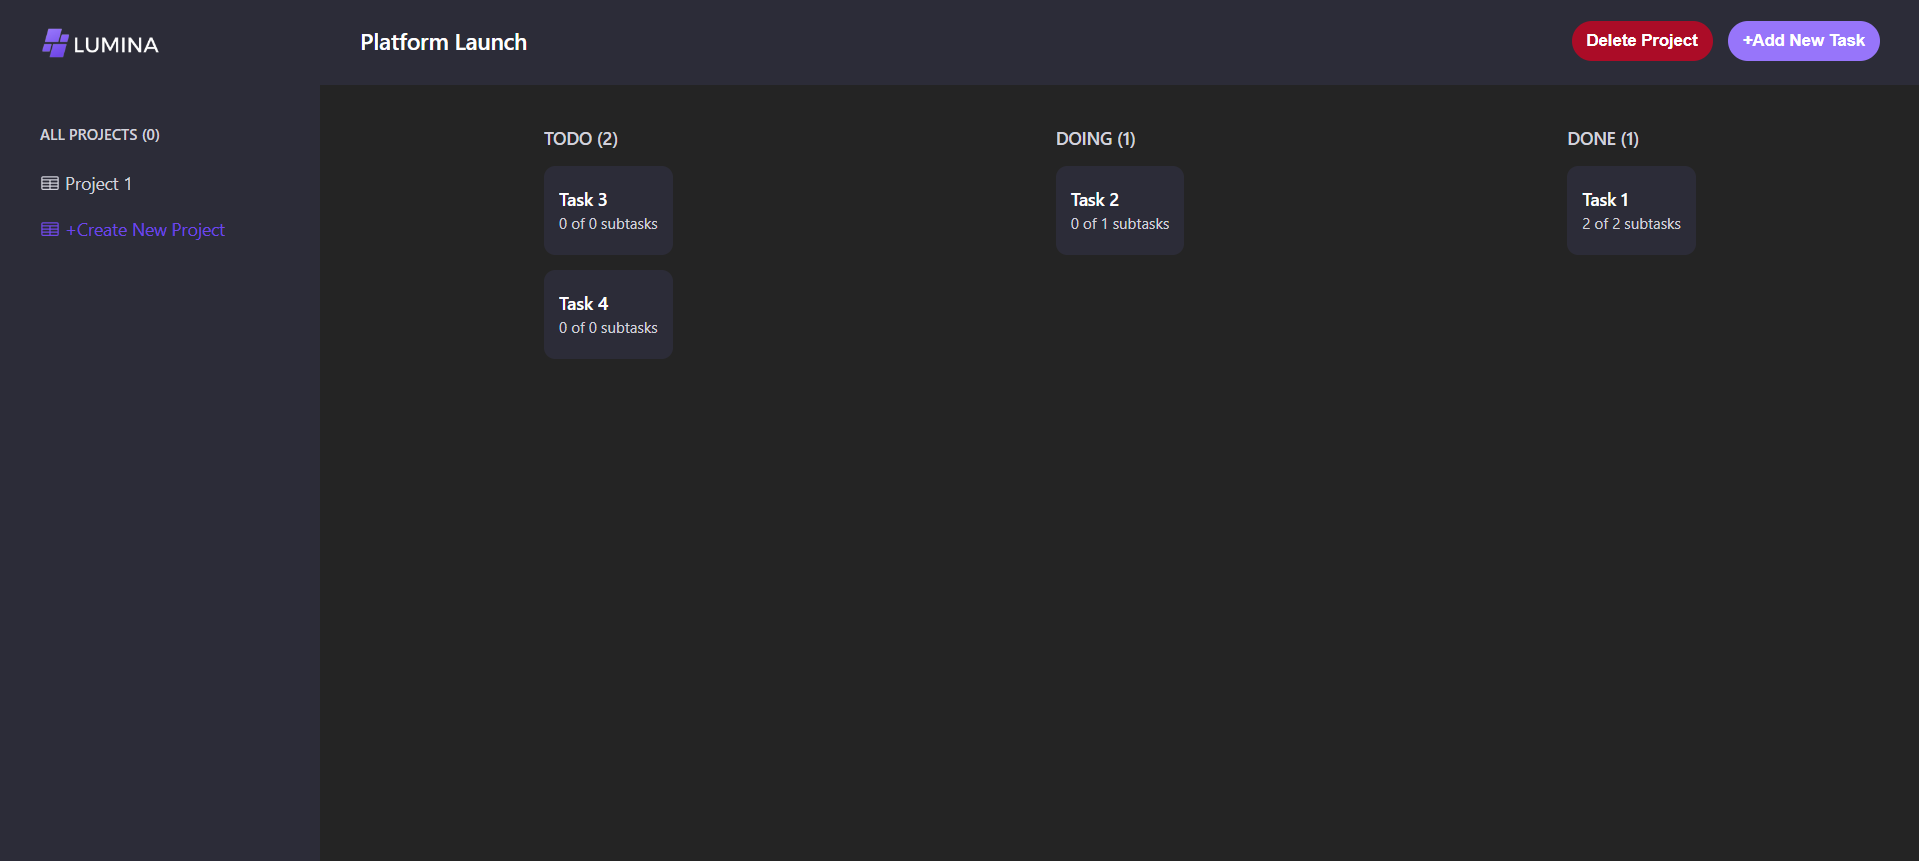 LUMINA
Platform Launch
Delete Project
+Add New Task
ALL PROJECTS (0)
Project 1
+Create New Project
TODO (2)
Task 3
0 of 0 subtasks
Task 4
0 of 0 subtasks
DOING (1)
Task 2
0 of 1 subtasks
DONE (1)
Task 1
2 of 2 subtasks